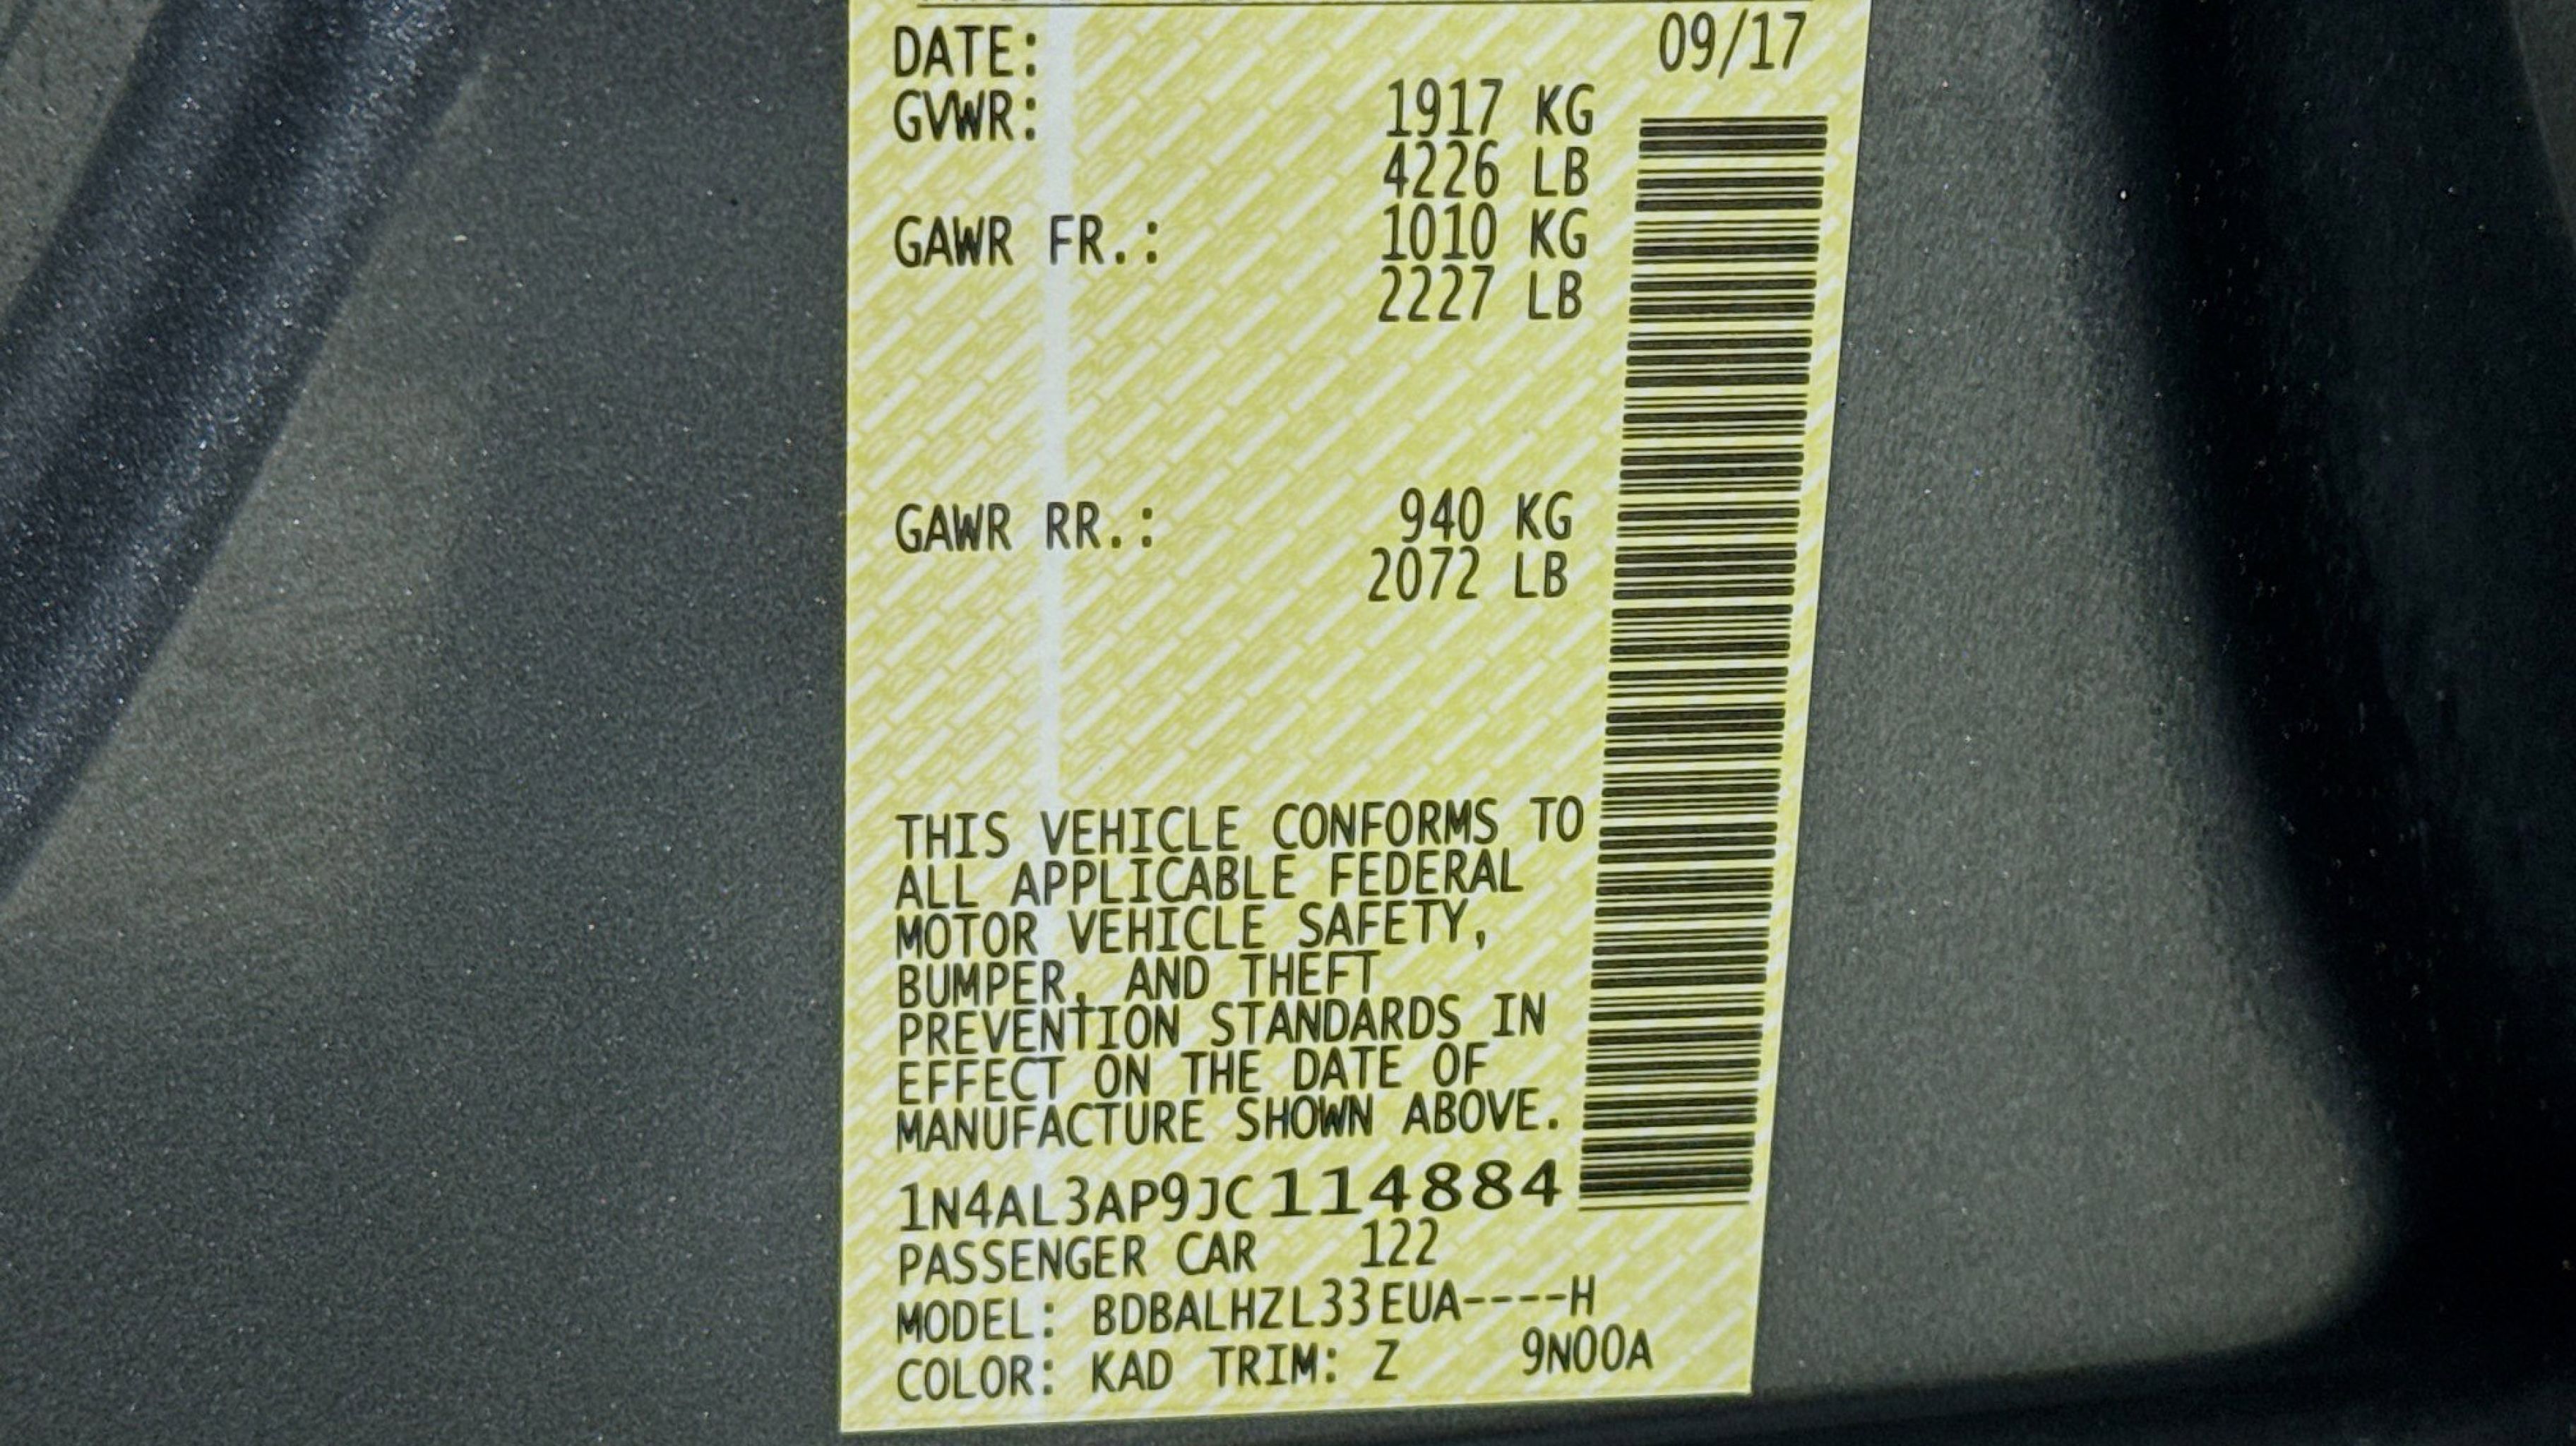 DATE: 09/17
GVWR: 1917 KG
4226 LB
GAWR FR.: 1010 KG
2227 LB
GAWR RR.: 940 KG
2072 LB
THIS VEHICLE CONFORMS TO
ALL APPLICABLE FEDERAL
MOTOR VEHICLE SAFETY,
BUMPER, AND THEFT
PREVENTION STANDARDS IN
EFFECT ON THE DATE OF
MANUFACTURE SHOWN ABOVE.
1N4AL3AP9JC114884
PASSENGER CAR 122
MODEL: BDBALHZL33EUA----H
COLOR: KAD TRIM: Z 9N00A